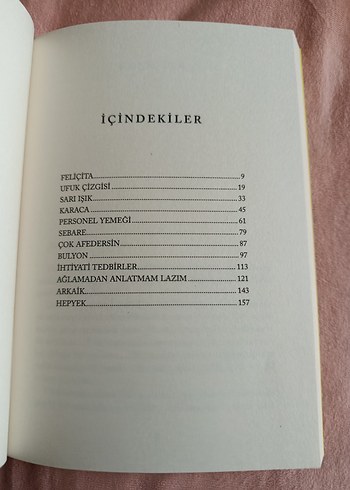 İÇİNDEKİLER
FELİÇİTA 9
UFUK ÇİZGİSİ 19
SARI IŞIK 33
KARACA 45
PERSONEL YEMEĞİ 61
SEBARE 79
ÇOK AFEDERSİN 87
BULYON 97
İHTİYATİ TEDBİRLER 113
AĞLAMADAN ANLATMAM LAZIM 121
ARKAİK 143
HEPYEK 157